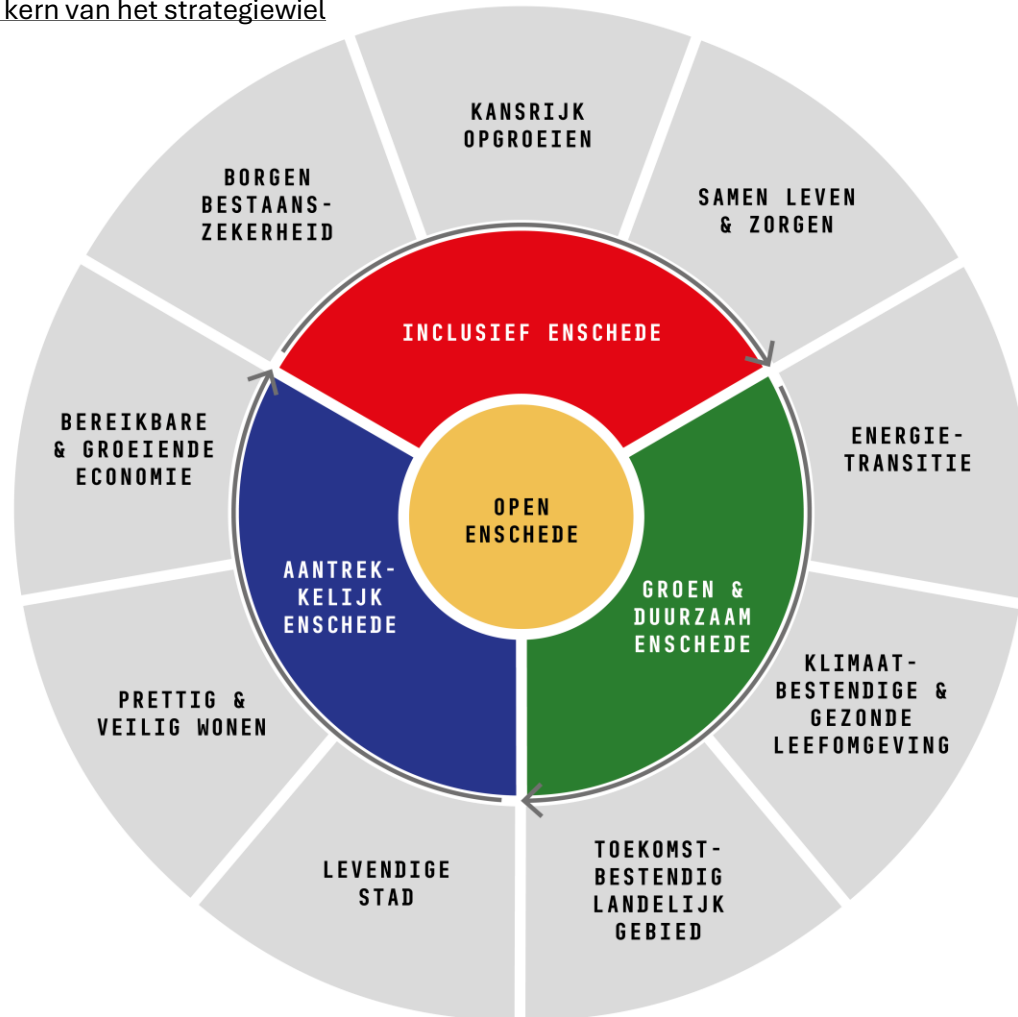 kern van het strategiewiel
KANSRIJK
OPGROEIEN
SAMEN LEVEN
& ZORGEN
ENERGIE-
TRANSITIE
KLIMAAT-
BESTENDIGE &
GEZONDE
LEEFOMGEVING
TOEKOMST-
BESTENDIG
LANDELIJK
GEBIED
LEVENDIGE
STAD
PRETTIG &
VEILIG WONEN
BEREIKBARE
& GROEIENDE
ECONOMIE
BORGEN
BESTAANS-
ZEKERHEID
INCLUSIEF ENSCHEDE
GROEN &
DUURZAAM
ENSCHEDE
AANTREK-
KELIJK
ENSCHEDE
OPEN
ENSCHEDE